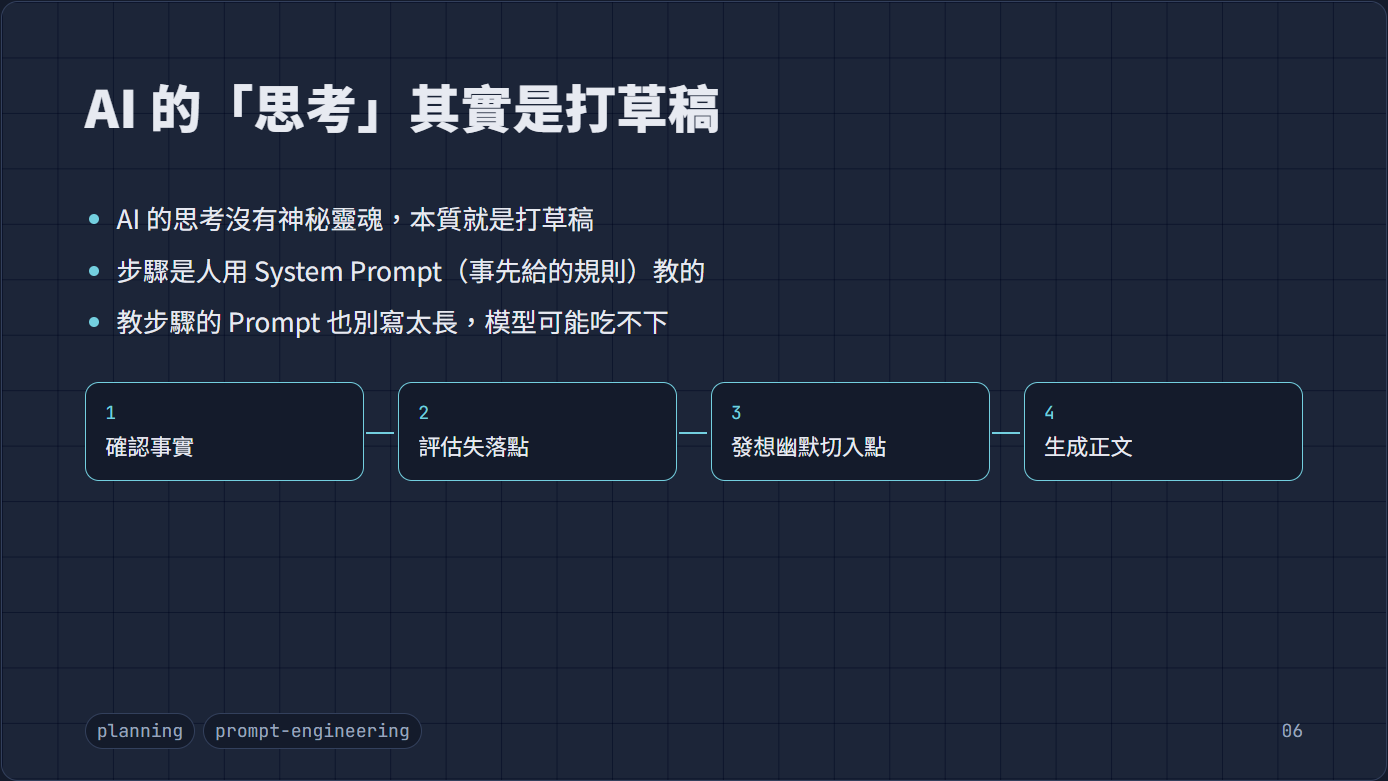 AI 的「思考」其實是打草稿
AI 的思考沒有神秘靈魂，本質就是打草稿
步驟是人用 System Prompt（事先給的規則）教的
教步驟的 Prompt 也別寫太長，模型可能吃不下
1
確認事實
2
評估失落點
3
發想幽默切入點
4
生成正文
planning
prompt-engineering
06